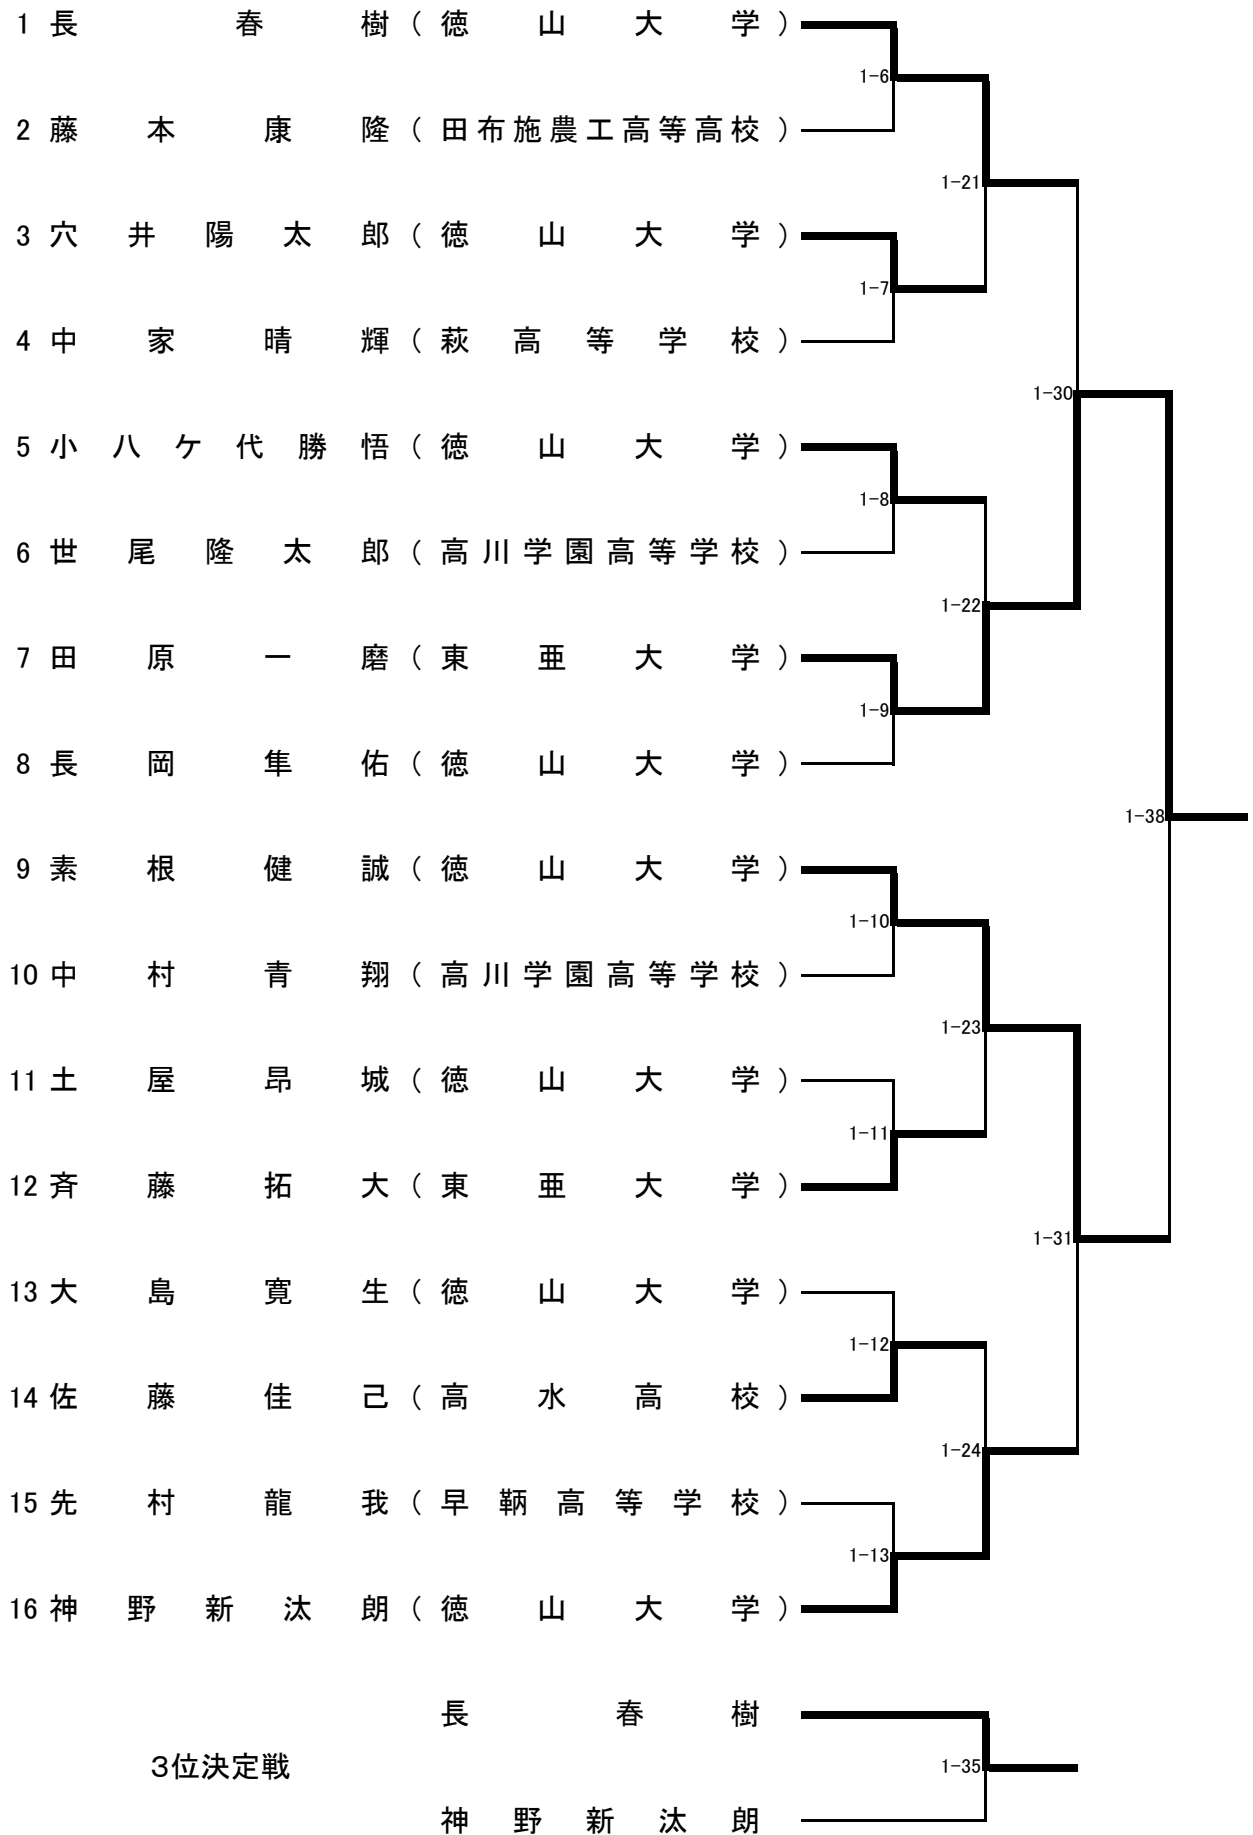 1 長春樹（徳山大学）
1-6
2 藤本康隆（田布施農工高等高校）
1-21
3 穴井陽太郎（徳山大学）
1-7
4 中家晴輝（萩高等学校）
1-30
5 小八ケ代勝悟（徳山大学）
1-8
6 世尾隆太郎（高川学園高等学校）
1-22
7 田原一磨（東亜大学）
1-9
8 長岡隼佑（徳山大学）
1-38
9 素根健誠（徳山大学）
1-10
10 中村青翔（高川学園高等学校）
1-23
11 土屋昂城（徳山大学）
1-11
12 斉藤拓大（東亜大学）
1-31
13 大島寛生（徳山大学）
1-12
14 佐藤佳己（高水高校）
1-24
15 先村龍我（早鞆高等学校）
1-13
16 神野新汰朗（徳山大学）
長春樹
3位決定戦
1-35
神野新汰朗